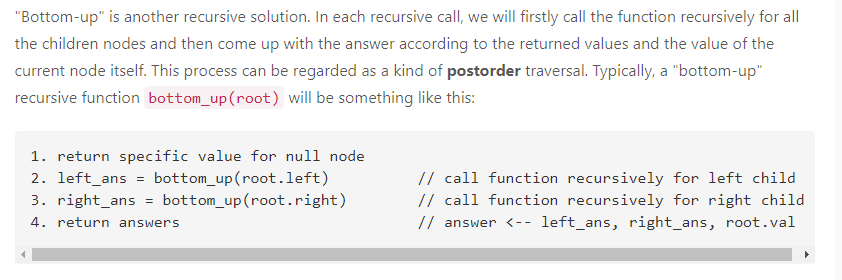 "Bottom-up" is another recursive solution. In each recursive call, we will firstly call the function recursively for all
the children nodes and then come up with the answer according to the returned values and the value of the
current node itself. This process can be regarded as a kind of postorder traversal. Typically, a "bottom-up"
recursive function bottom_up(root) will be something like this:
1. return specific value for null node
2. left_ans = bottom_up(root.left) // call function recursively for left child
3. right_ans = bottom_up(root.right) // call function recursively for right child
4. return answers // answer <-- left_ans, right_ans, root.val